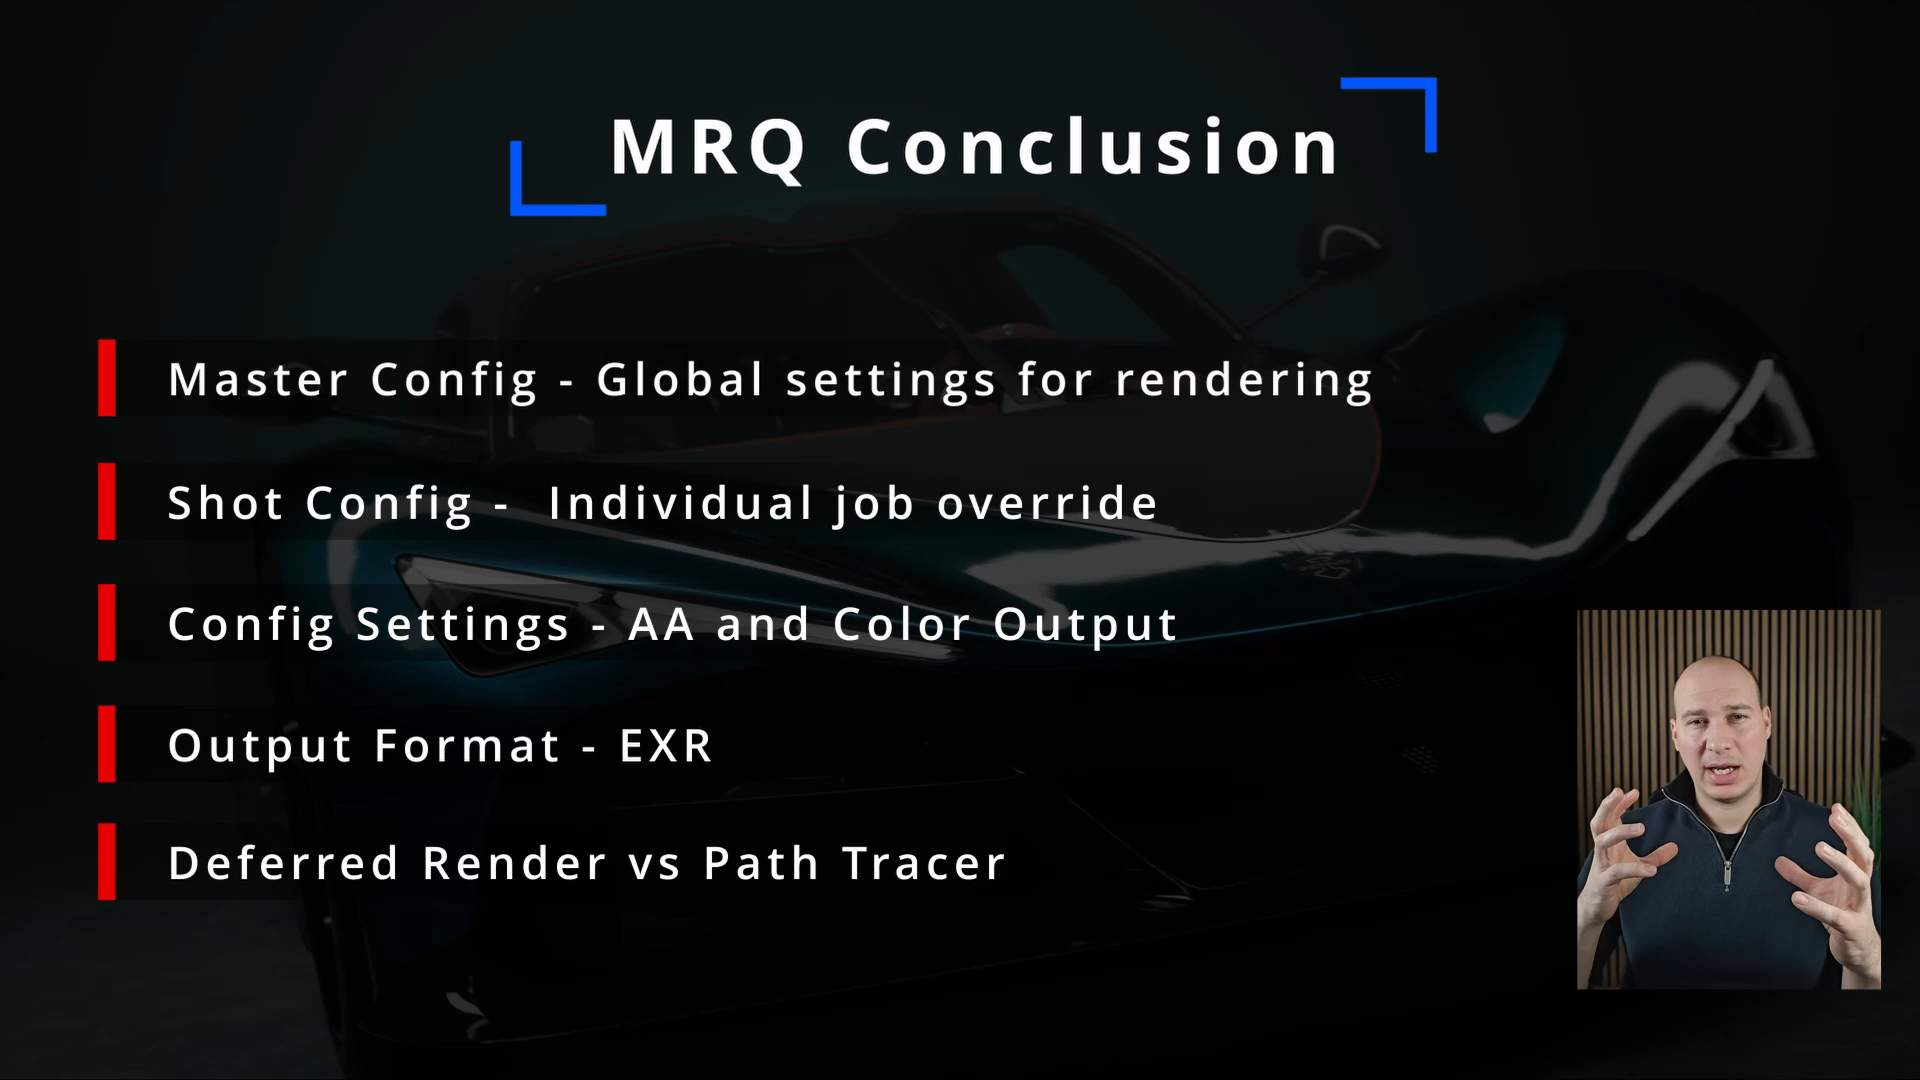 MRQ Conclusion
Master Config - Global settings for rendering
Shot Config - Individual job override
Config Settings - AA and Color Output
Output Format - EXR
Deferred Render vs Path Tracer